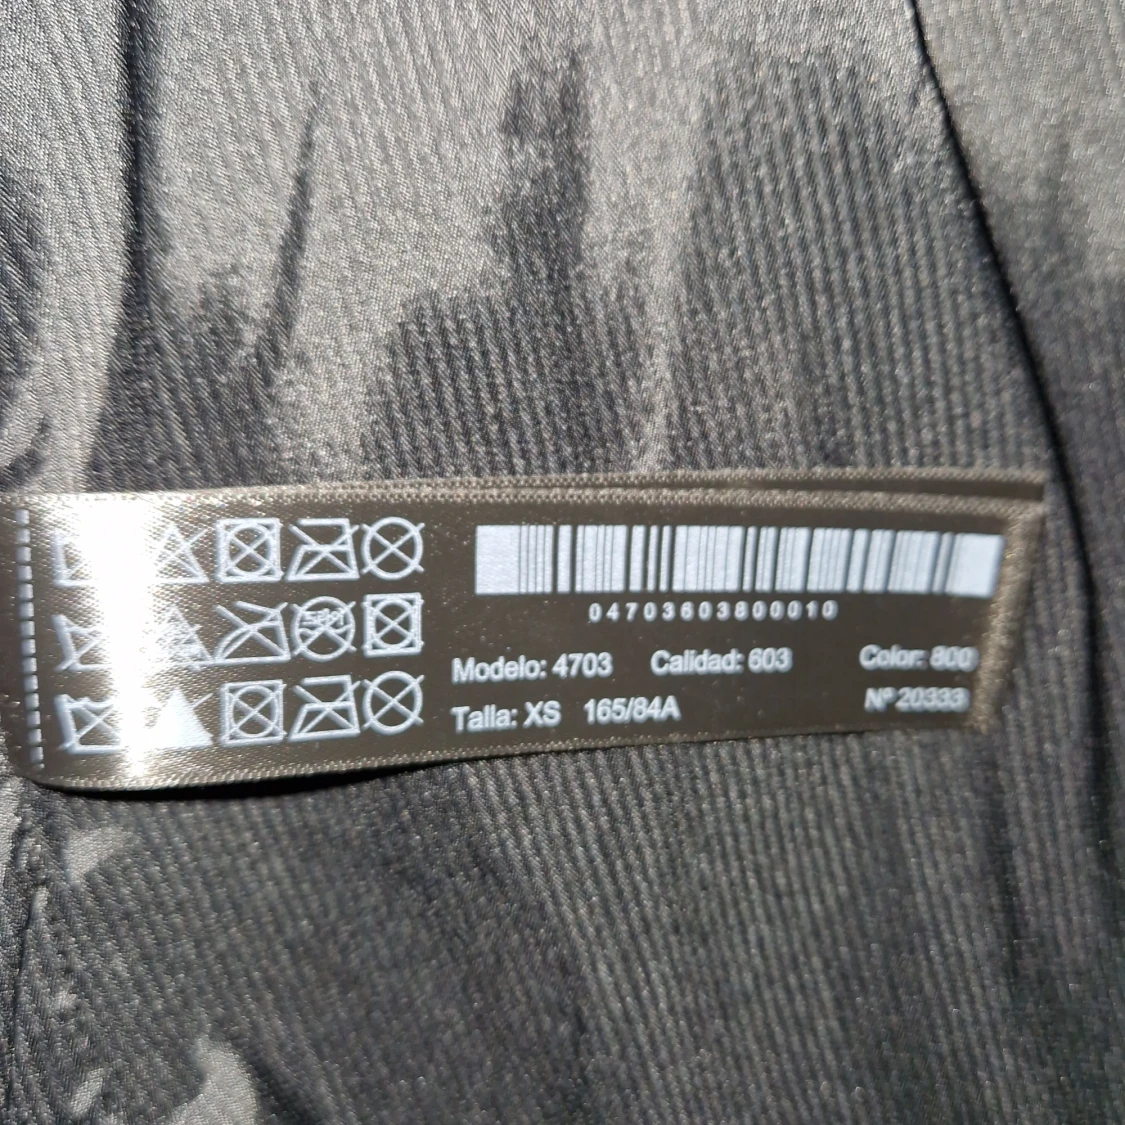 04703603800010
Modelo: 4703 Calidad: 603 Color: 800
Talla: XS 165/84A Nº 20333